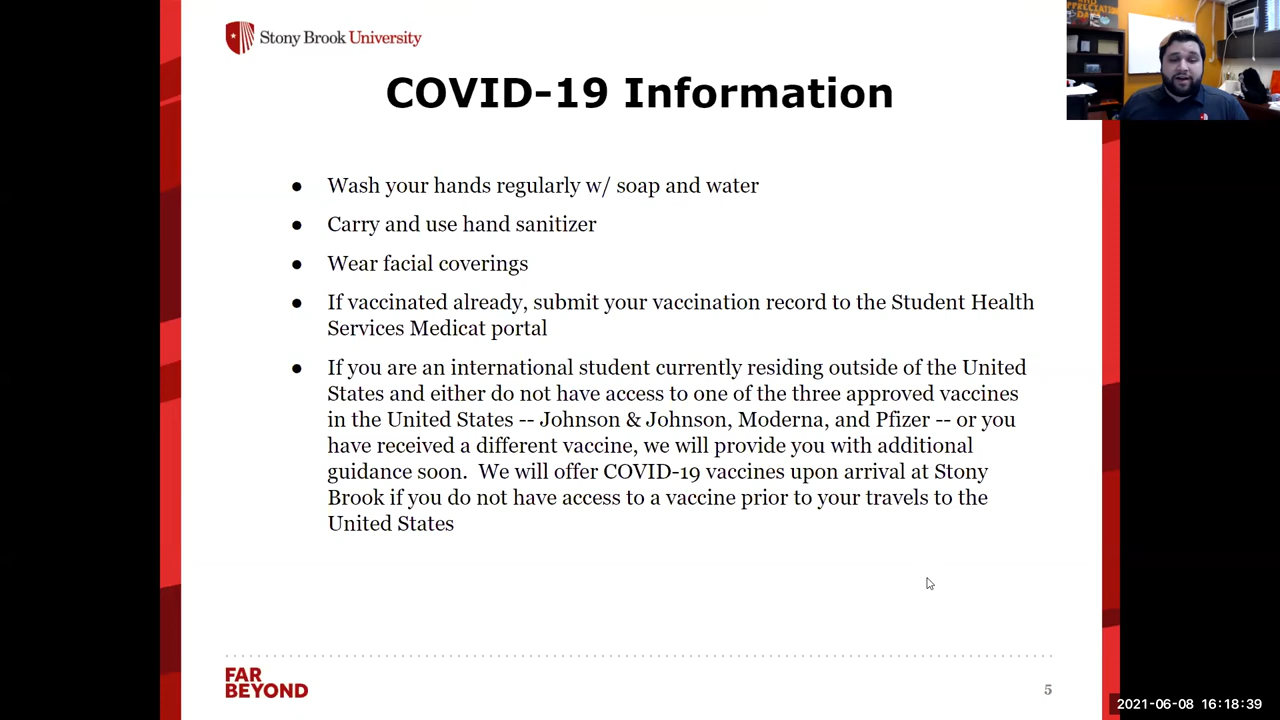 Stony Brook University
COVID-19 Information
● Wash your hands regularly w/ soap and water
● Carry and use hand sanitizer
● Wear facial coverings
● If vaccinated already, submit your vaccination record to the Student Health
Services Medicat portal
● If you are an international student currently residing outside of the United
States and either do not have access to one of the three approved vaccines
in the United States -- Johnson & Johnson, Moderna, and Pfizer -- or you
have received a different vaccine, we will provide you with additional
guidance soon.  We will offer COVID-19 vaccines upon arrival at Stony
Brook if you do not have access to a vaccine prior to your travels to the
United States
FAR
BEYOND
5
2021-06-08 16:18:39